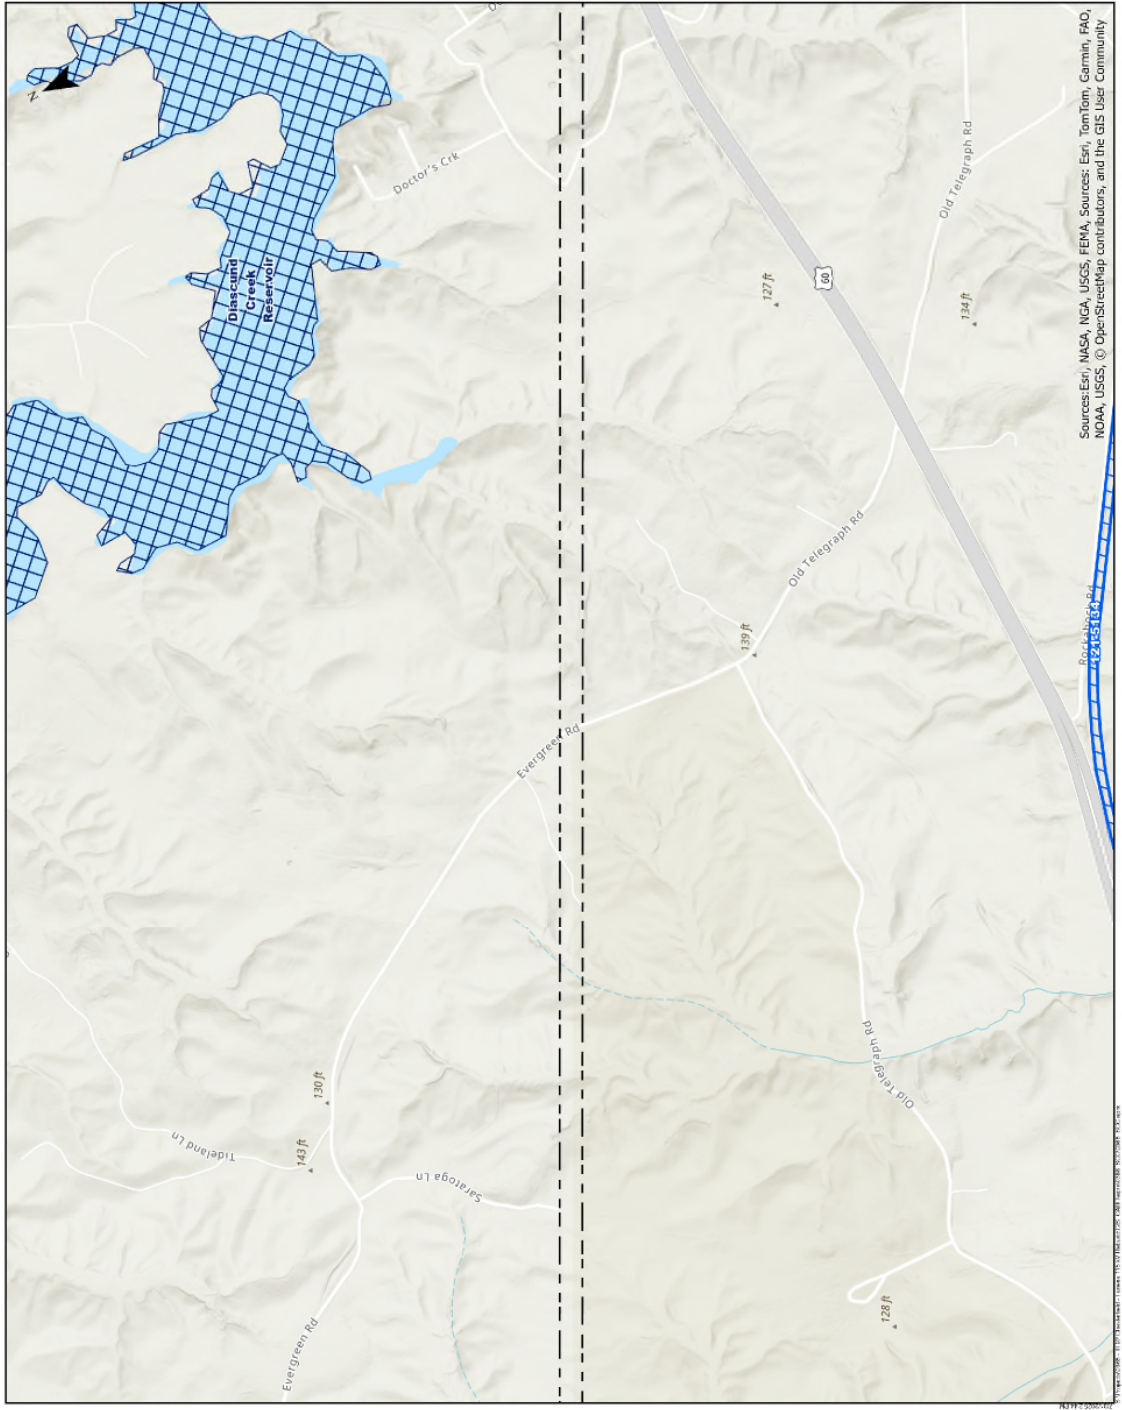 N
Doctor's Crk
Diascund
Creek
Reservoir
Old Telegraph Rd
127 ft
60
134 ft
Sources:Esri, NASA, NGA, USGS, FEMA, Sources: Esri, TomTom, Garmin, FAO,
NOAA, USGS, © OpenStreetMap contributors, and the GIS User Community
Old Telegraph Rd
139 ft
Evergreen Rd
Old Telegraph Rd
130 ft
143 ft
Tideland Ln
Saratoga Ln
128 ft
Evergreen Rd